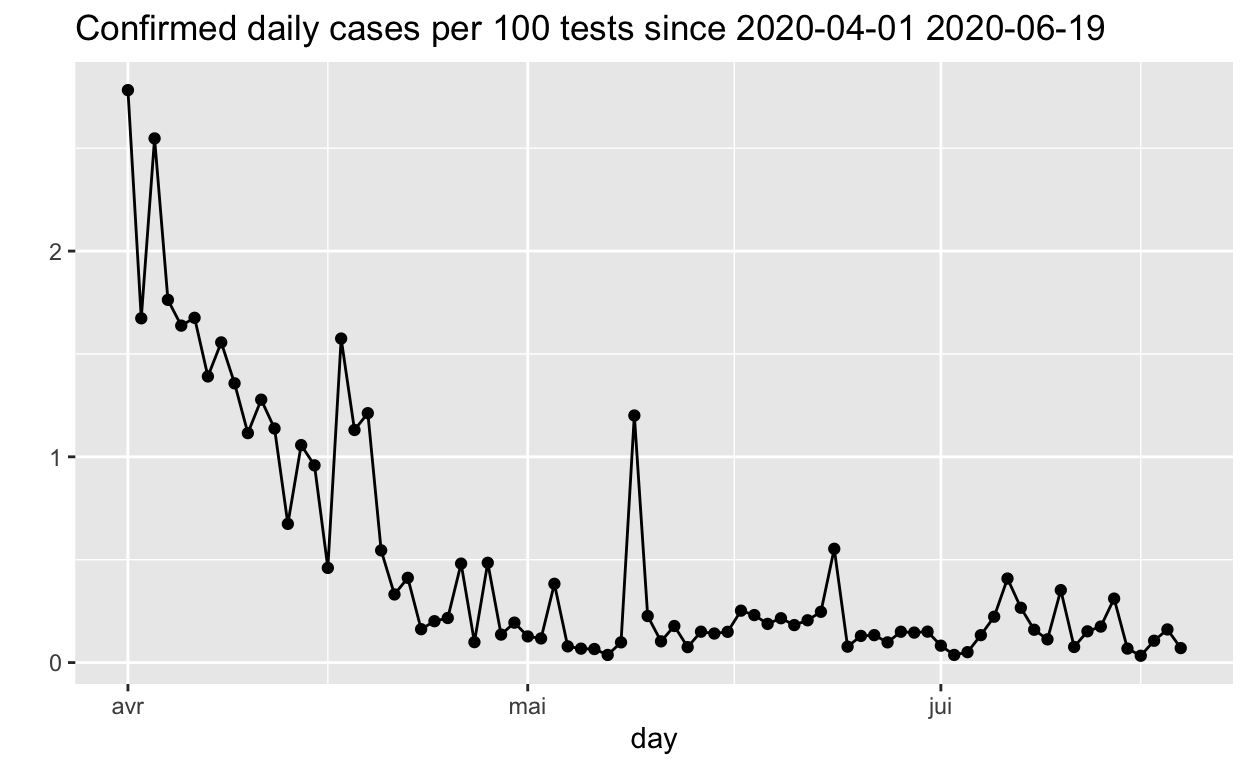 Confirmed daily cases per 100 tests since 2020-04-01 2020-06-19
2
1
0
avr mai jui
day